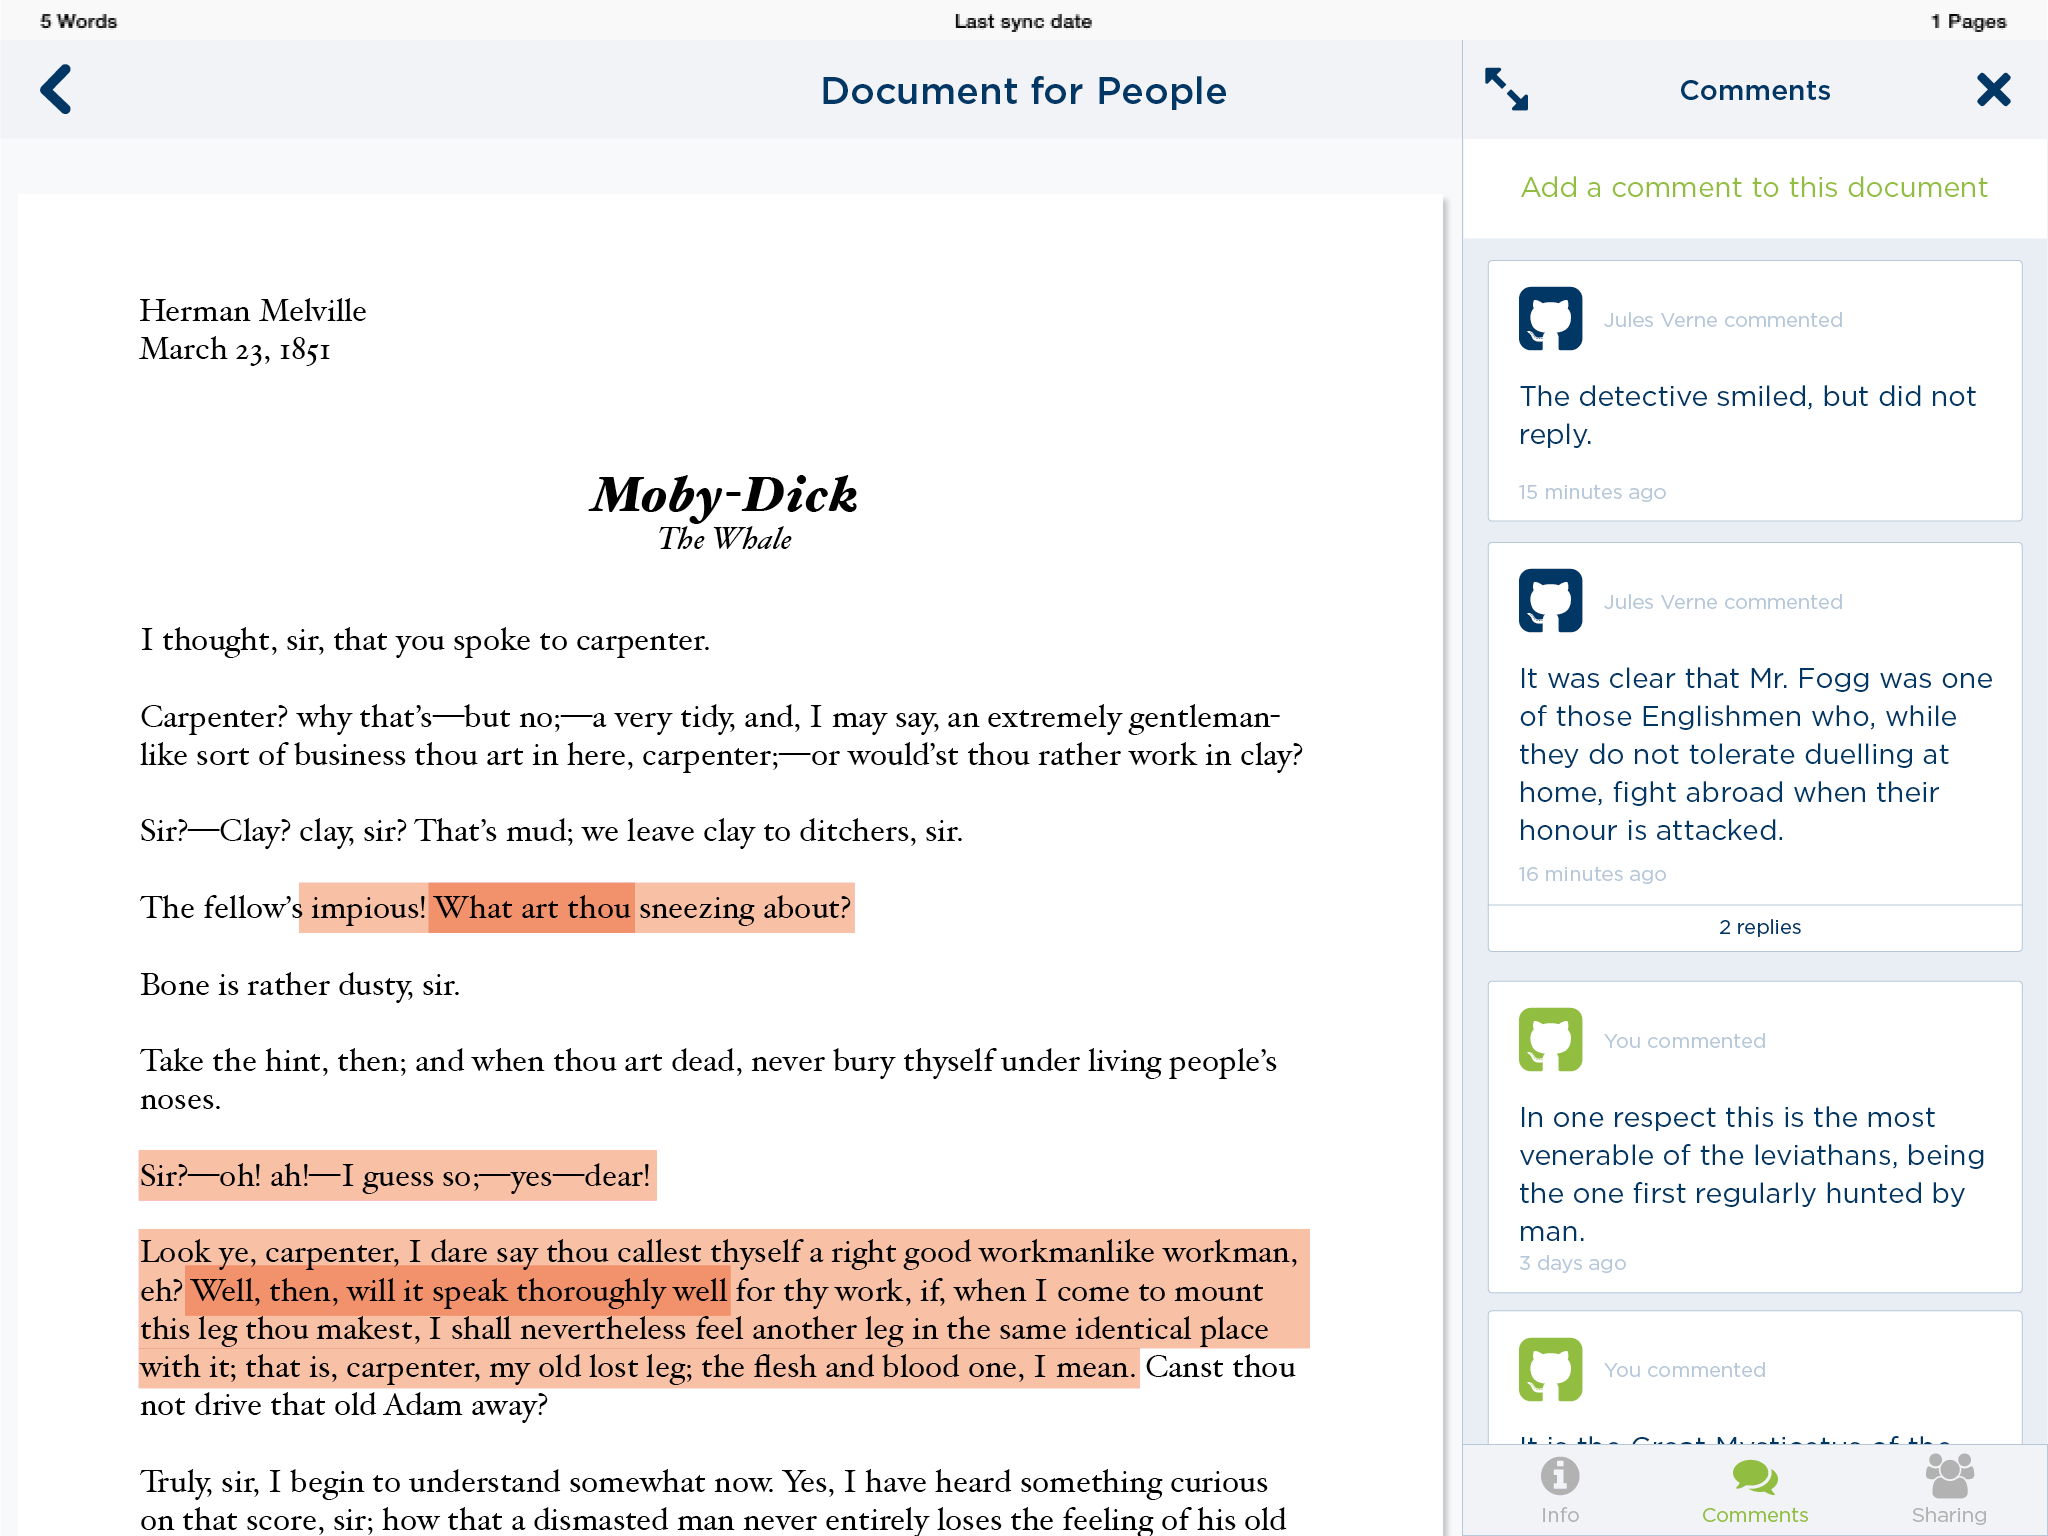 5 Words
Last sync date
1 Pages
Document for People
Herman Melville
March 23, 1851
Moby-Dick
The Whale
I thought, sir, that you spoke to carpenter.
Carpenter? why that’s—but no;—a very tidy, and, I may say, an extremely gentleman-
like sort of business thou art in here, carpenter;—or would’st thou rather work in clay?
Sir?—Clay? clay, sir? That’s mud; we leave clay to ditchers, sir.
The fellow’s impious! What art thou sneezing about?
Bone is rather dusty, sir.
Take the hint, then; and when thou art dead, never bury thyself under living people’s
noses.
Sir?—oh! ah!—I guess so;—yes—dear!
Look ye, carpenter, I dare say thou callest thyself a right good workmanlike workman,
eh? Well, then, will it speak thoroughly well for thy work, if, when I come to mount
this leg thou makest, I shall nevertheless feel another leg in the same identical place
with it; that is, carpenter, my old lost leg; the flesh and blood one, I mean. Canst thou
not drive that old Adam away?
Truly, sir, I begin to understand somewhat now. Yes, I have heard something curious
on that score, sir; how that a dismasted man never entirely loses the feeling of his old
Comments
Add a comment to this document
Jules Verne commented
The detective smiled, but did not
reply.
15 minutes ago
Jules Verne commented
It was clear that Mr. Fogg was one
of those Englishmen who, while
they do not tolerate duelling at
home, fight abroad when their
honour is attacked.
16 minutes ago
2 replies
You commented
In one respect this is the most
venerable of the leviathans, being
the one first regularly hunted by
man.
3 days ago
You commented
It is the Great Mysticetus of the
Info
Comments
Sharing